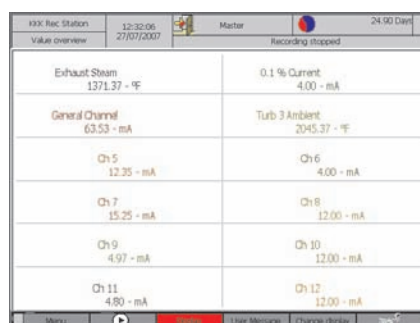 XXX Rec Station
12:32:06
27/07/2007
Master
24.90 Days
Value overview
Recording stopped
Exhaust Steam
1371.37 - °F
0.1 % Current
4.00 - mA
General Channel
63.53 - mA
Turb 3 Ambient
2045.37 - °F
Ch 5
12.35 - mA
Ch 6
4.00 - mA
Ch 7
15.25 - mA
Ch 8
12.00 - mA
Ch 9
4.97 - mA
Ch 10
12.00 - mA
Ch 11
4.80 - mA
Ch 12
12.00 - mA
Menu
User Message
Change display